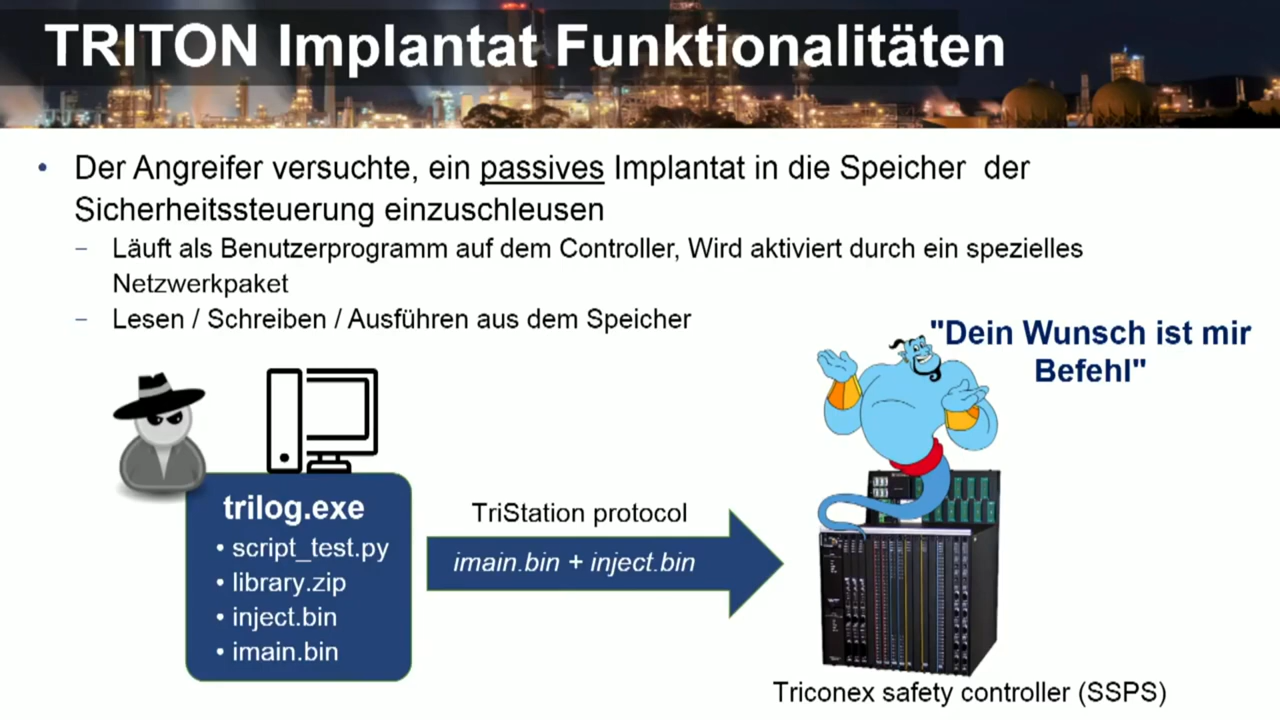 TRITON Implantat Funktionalitäten
• Der Angreifer versuchte, ein passives Implantat in die Speicher der
Sicherheitssteuerung einzuschleusen
– Läuft als Benutzerprogramm auf dem Controller, Wird aktiviert durch ein spezielles
Netzwerkpaket
– Lesen / Schreiben / Ausführen aus dem Speicher
"Dein Wunsch ist mir
Befehl"
trilog.exe
• script_test.py
• library.zip
• inject.bin
• imain.bin
TriStation protocol
imain.bin + inject.bin
Triconex safety controller (SSPS)